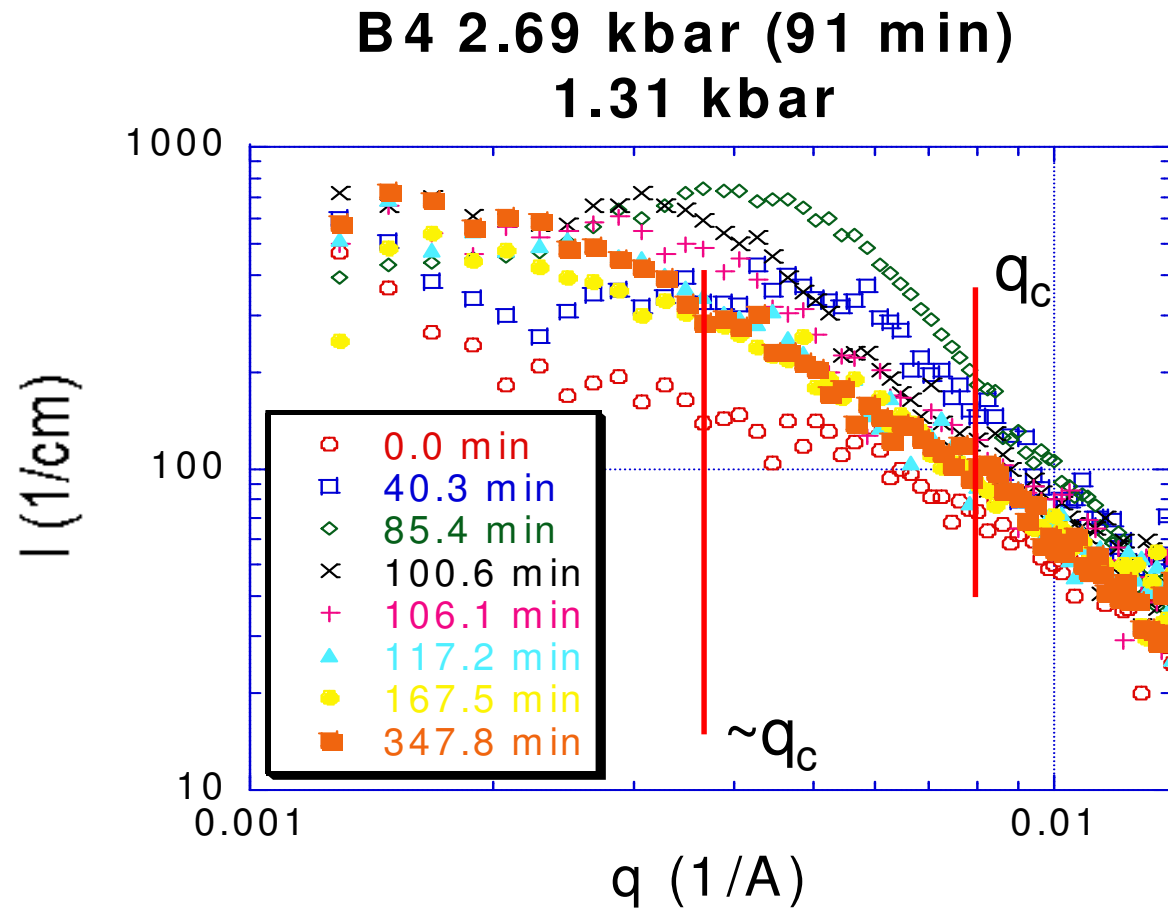 B4 2.69 kbar (91 min)
1.31 kbar
1000
100
10
I (1/cm)
qc
~qc
0.0 min
40.3 min
85.4 min
100.6 min
106.1 min
117.2 min
167.5 min
347.8 min
0.001
0.01
q (1/A)